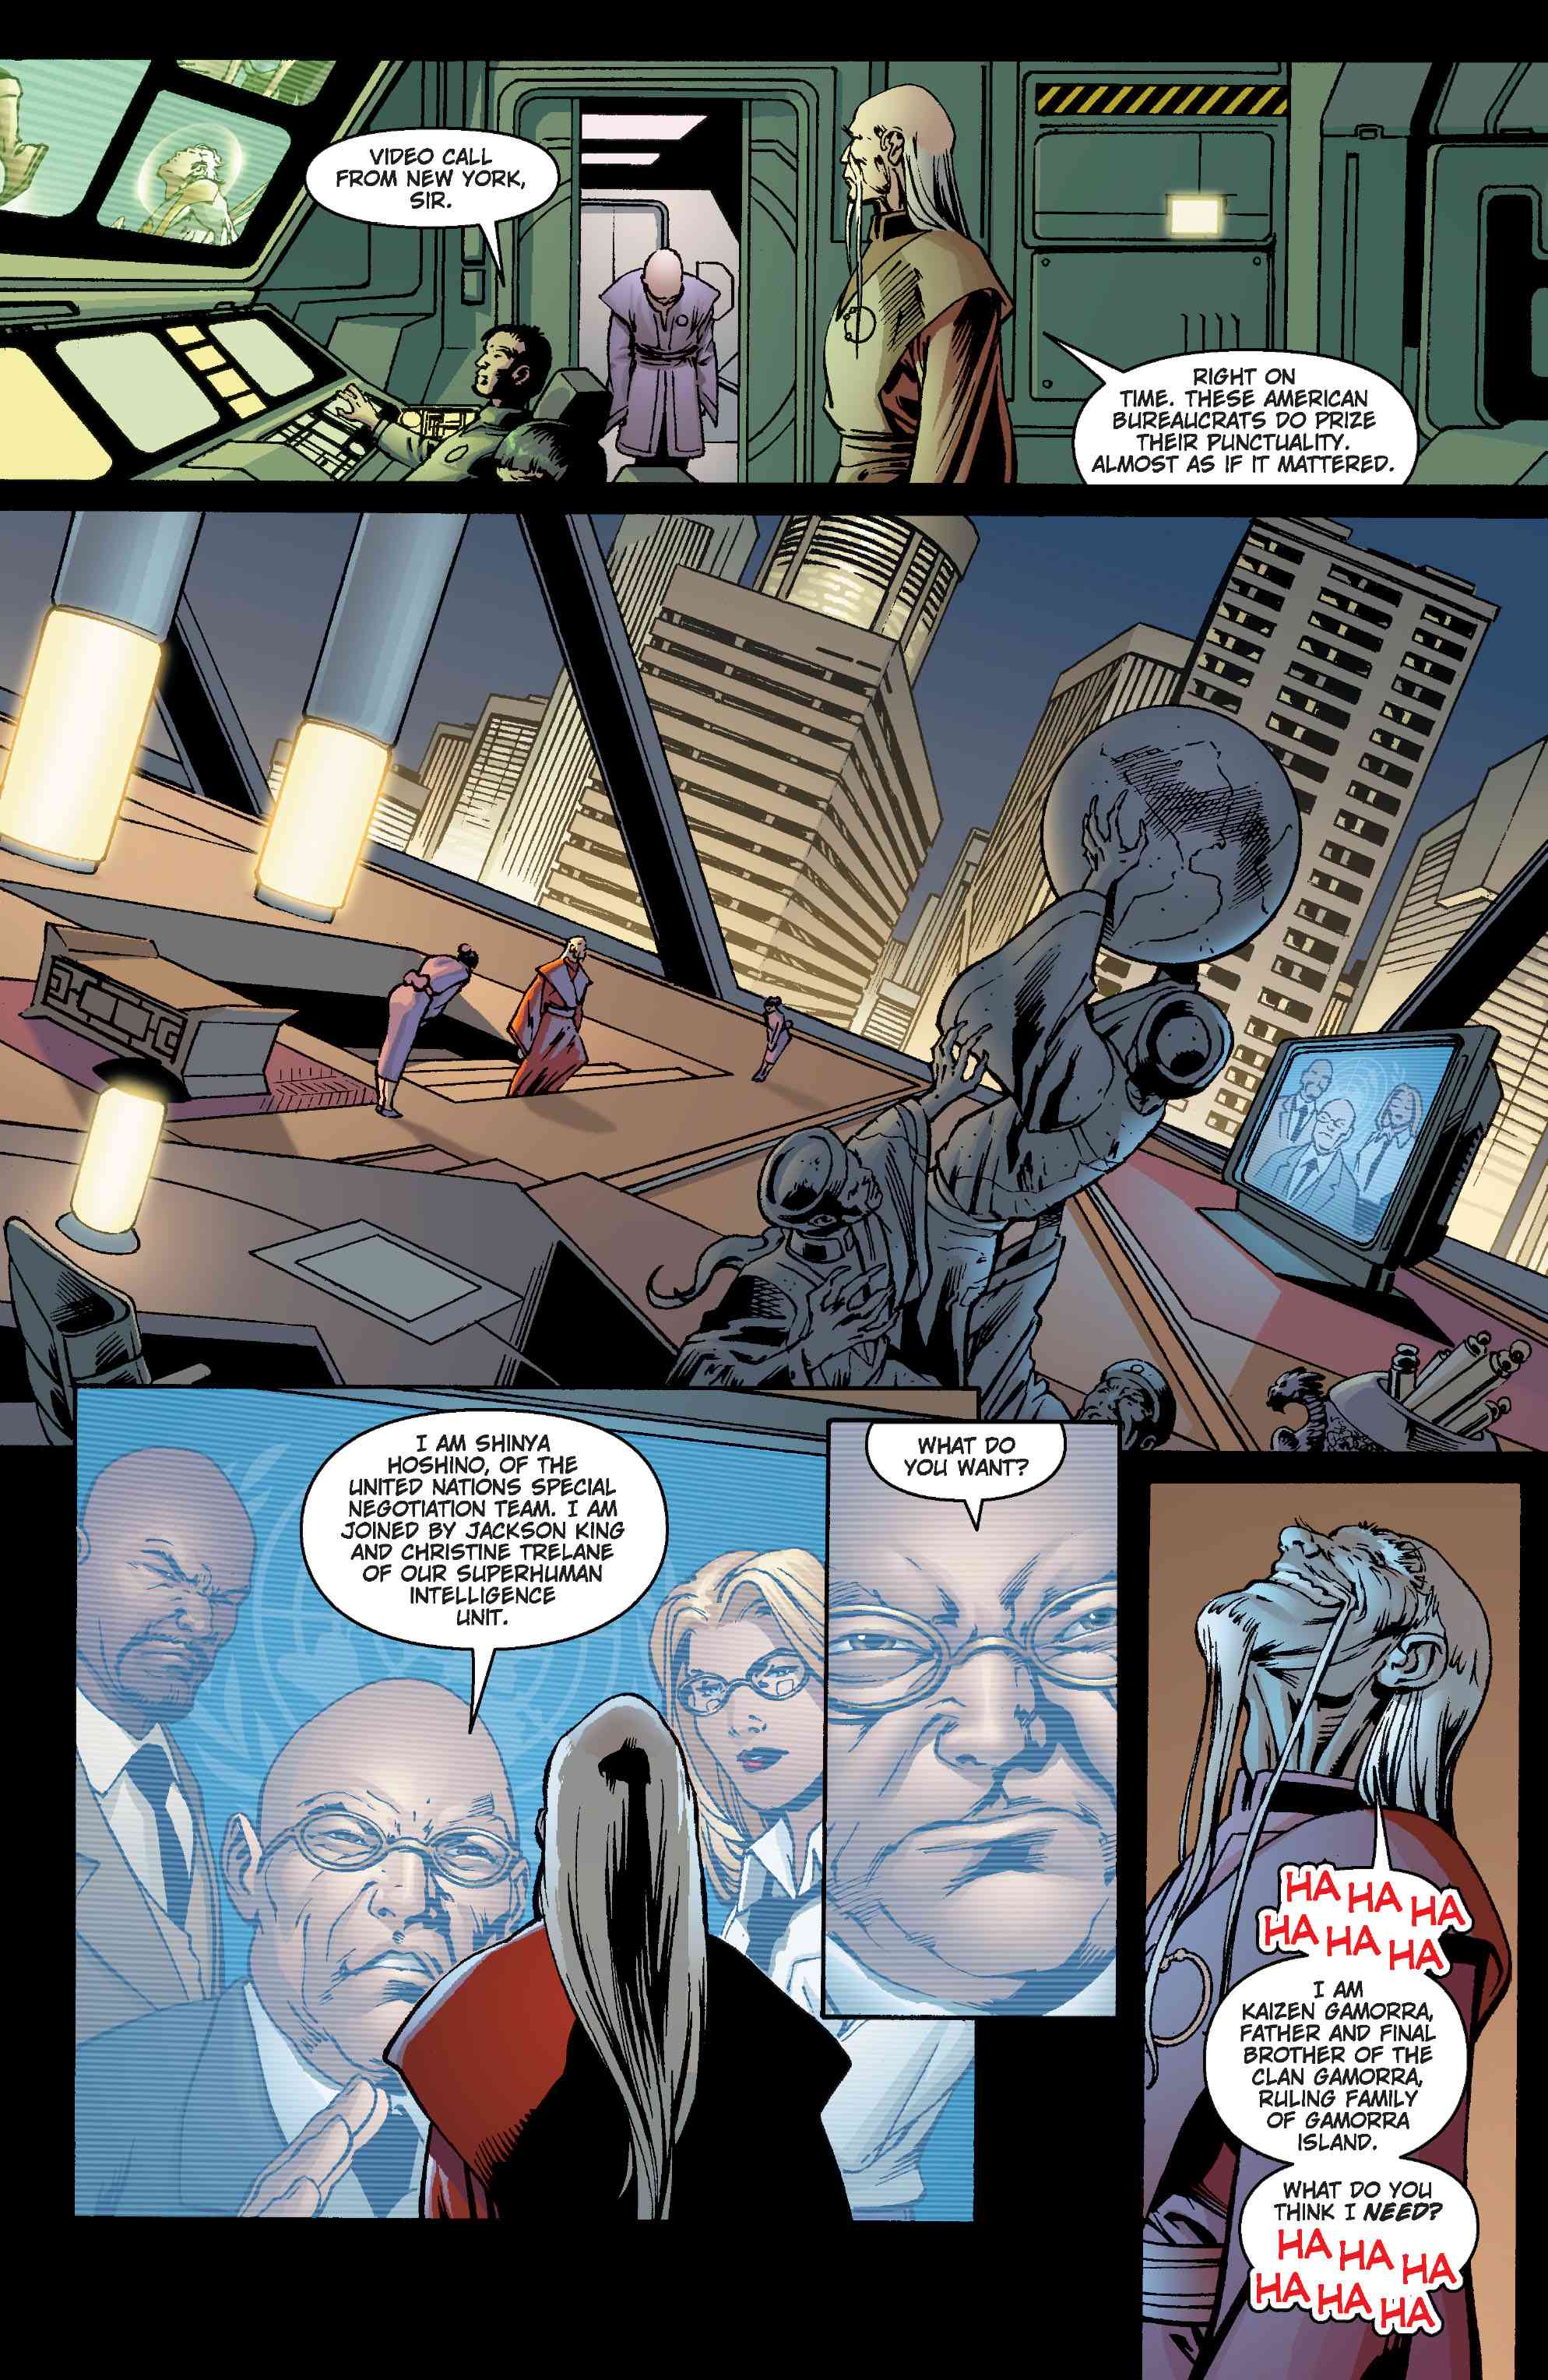 VIDEO CALL
FROM NEW YORK,
SIR.
RIGHT ON
TIME. THESE AMERICAN
BUREAUCRATS DO PRIZE
THEIR PUNCTUALITY.
ALMOST AS IF IT MATTERED.
I AM SHINYA
HOSHINO, OF THE
UNITED NATIONS SPECIAL
NEGOTIATION TEAM. I AM
JOINED BY JACKSON KING
AND CHRISTINE TRELANE
OF OUR SUPERHUMAN
INTELLIGENCE
UNIT.
WHAT DO
YOU WANT?
HA HA HA
HA HA HA
I AM
KAIZEN GAMORRA,
FATHER AND FINAL
BROTHER OF THE
CLAN GAMORRA,
RULING FAMILY
OF GAMORRA
ISLAND.
WHAT DO YOU
THINK I NEED?
HA HA HA
HA HA HA